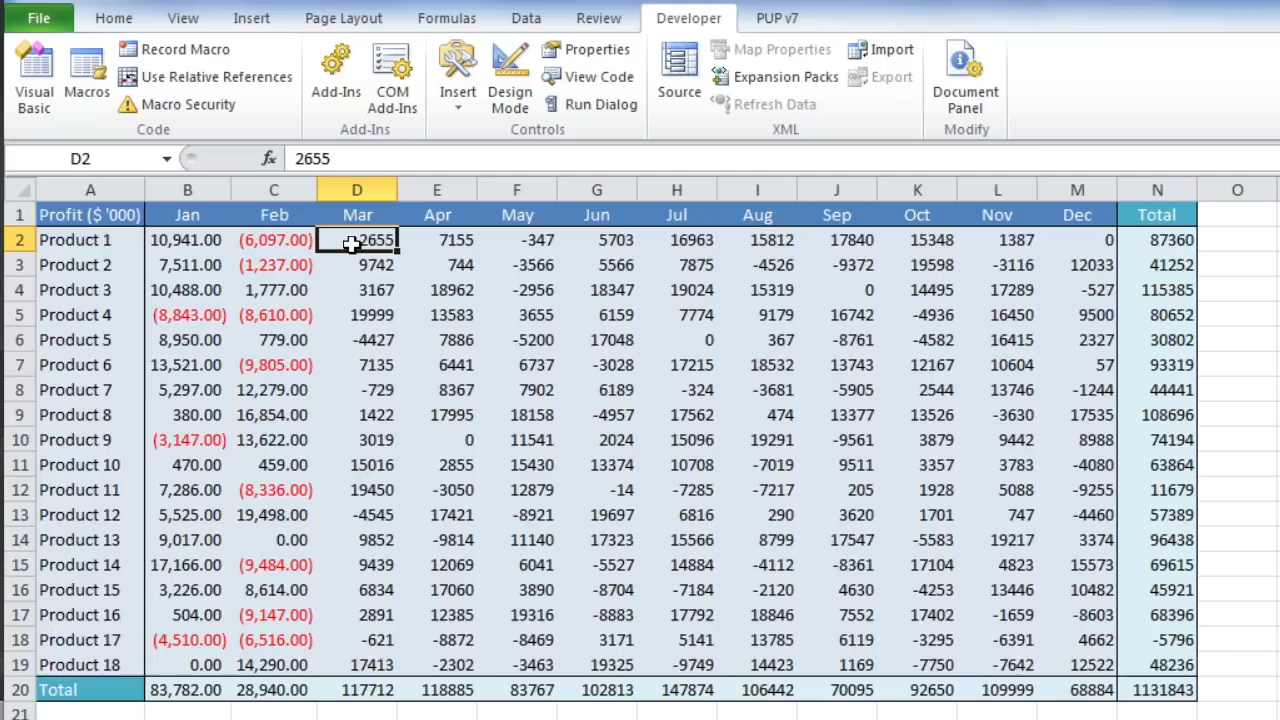 File Home View Insert Page Layout Formulas Data Review Developer PUP v7
Visual Basic
Macros
Record Macro
Use Relative References
Macro Security
Code
Add-Ins
COM Add-Ins
Add-Ins
Insert
Design Mode
Properties
View Code
Run Dialog
Controls
Source
Map Properties
Expansion Packs
Refresh Data
Import
Export
XML
Document Panel
Modify
D2 fx 2655
A B C D E F G H I J K L M N O
1 Profit ($ '000) Jan Feb Mar Apr May Jun Jul Aug Sep Oct Nov Dec Total
2 Product 1 10,941.00 (6,097.00) 2655 7155 -347 5703 16963 15812 17840 15348 1387 0 87360
3 Product 2 7,511.00 (1,237.00) 9742 744 -3566 5566 7875 -4526 -9372 19598 -3116 12033 41252
4 Product 3 10,488.00 1,777.00 3167 18962 -2956 18347 19024 15319 0 14495 17289 -527 115385
5 Product 4 (8,843.00) (8,610.00) 19999 13583 3655 6159 7774 9179 16742 -4936 16450 9500 80652
6 Product 5 8,950.00 779.00 -4427 7886 -5200 17048 0 367 -8761 -4582 16415 2327 30802
7 Product 6 13,521.00 (9,805.00) 7135 6441 6737 -3028 17215 18532 13743 12167 10604 57 93319
8 Product 7 5,297.00 12,279.00 -729 8367 7902 6189 -324 -3681 -5905 2544 13746 -1244 44441
9 Product 8 380.00 16,854.00 1422 17995 18158 -4957 17562 474 13377 13526 -3630 17535 108696
10 Product 9 (3,147.00) 13,622.00 3019 0 11541 2024 15096 19291 -9561 3879 9442 8988 74194
11 Product 10 470.00 459.00 15016 2855 15430 13374 10708 -7019 9511 3357 3783 -4080 63864
12 Product 11 7,286.00 (8,336.00) 19450 -3050 12879 -14 -7285 -7217 205 1928 5088 -9255 11679
13 Product 12 5,525.00 19,498.00 -4545 17421 -8921 19697 6816 290 3620 1701 747 -4460 57389
14 Product 13 9,017.00 0.00 9852 -9814 11140 17323 15566 8799 17547 -5583 19217 3374 96438
15 Product 14 17,166.00 (9,484.00) 9439 12069 6041 -5527 14884 -4112 -8361 17104 4823 15573 69615
16 Product 15 3,226.00 8,614.00 6834 17060 3890 -8704 -7184 -2120 4630 -4253 13446 10482 45921
17 Product 16 504.00 (9,147.00) 2891 12385 19316 -8883 17792 18846 7552 17402 -1659 -8603 68396
18 Product 17 (4,510.00) (6,516.00) -621 -8872 -8469 3171 5141 13785 6119 -3295 -6391 4662 -5796
19 Product 18 0.00 14,290.00 17413 -2302 -3463 19325 -9749 14423 1169 -7750 -7642 12522 48236
20 Total 83,782.00 28,940.00 117712 118885 83767 102813 147874 106442 70095 92650 109999 68884 1131843
21